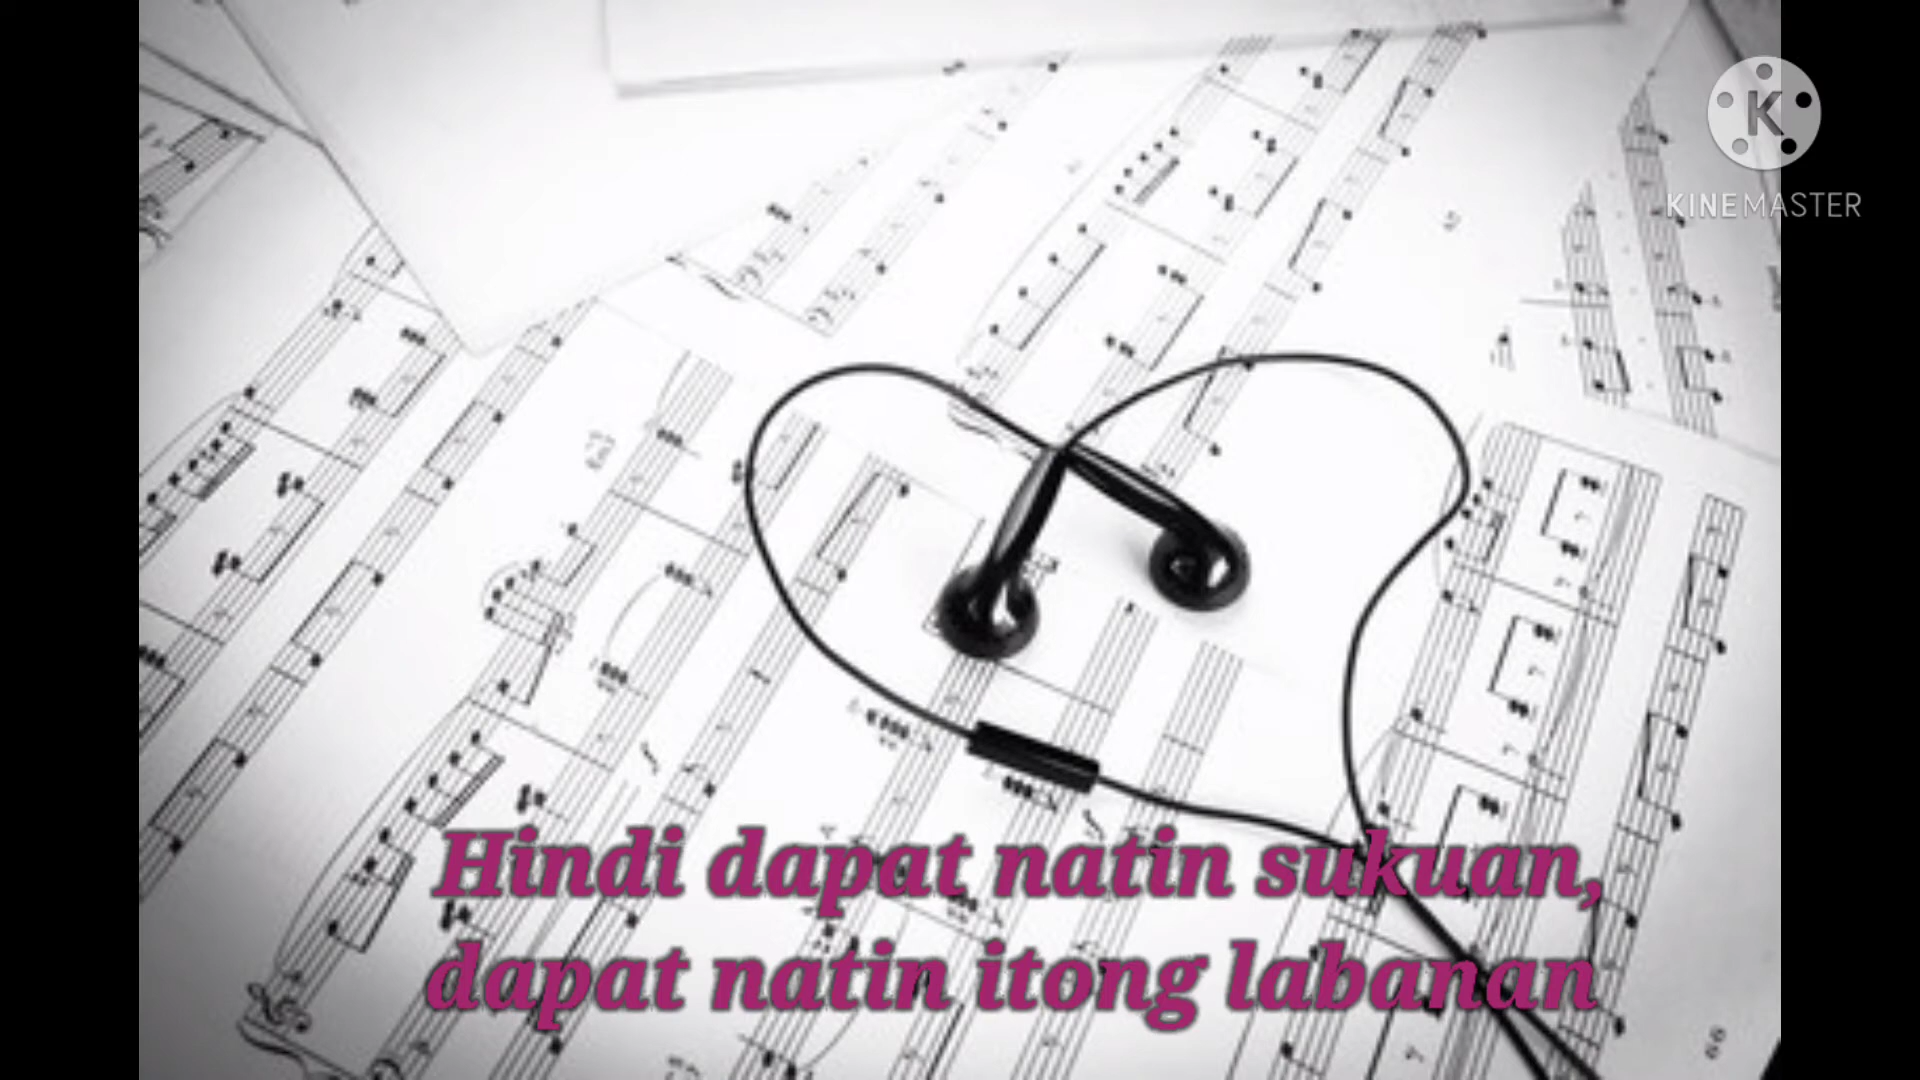 K
KINEMASTER
Hindi dapat natin sukuan,
dapat natin itong labanan